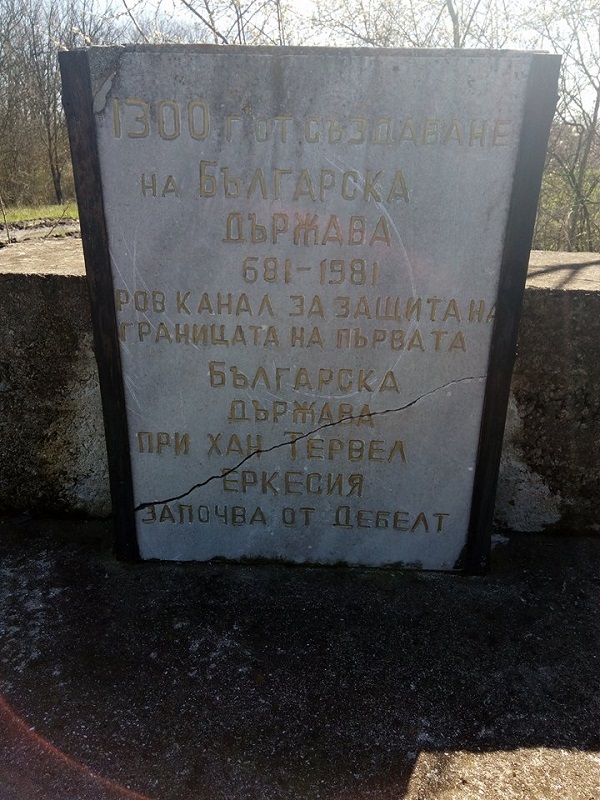 1300 г. от създаване
на Българска
Държава
681-1981
ров канал за защита на
границата на първата
Българска
Държава
при хан Тервел
Еркесия
започва от Дебелт